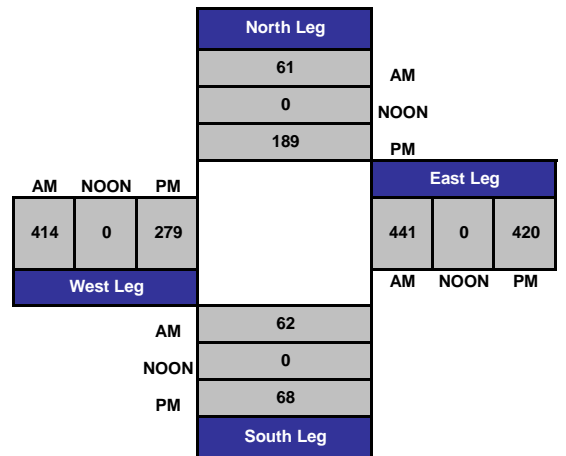 North Leg
61
AM
0
NOON
189
PM
East Leg
AM NOON PM
414 0 279
441 0 420
West Leg
AM NOON PM
AM
62
NOON
0
PM
68
South Leg